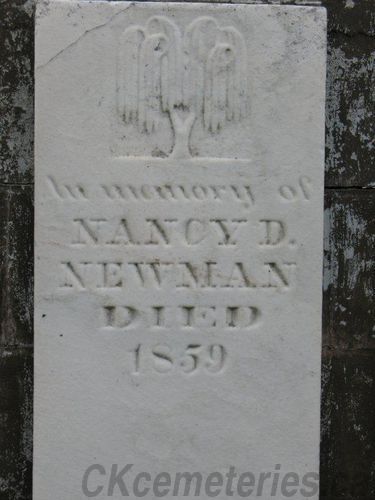 In memory of
NANCY D.
NEWMAN
DIED
1859
CKcemeteries